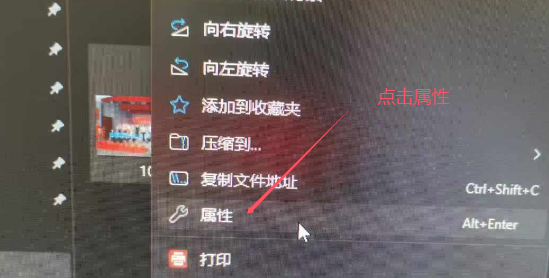 向右旋转
向左旋转
添加到收藏夹
点击属性
压缩到...
复制文件地址
Ctrl+Shift+C
属性
Alt+Enter
打印
10